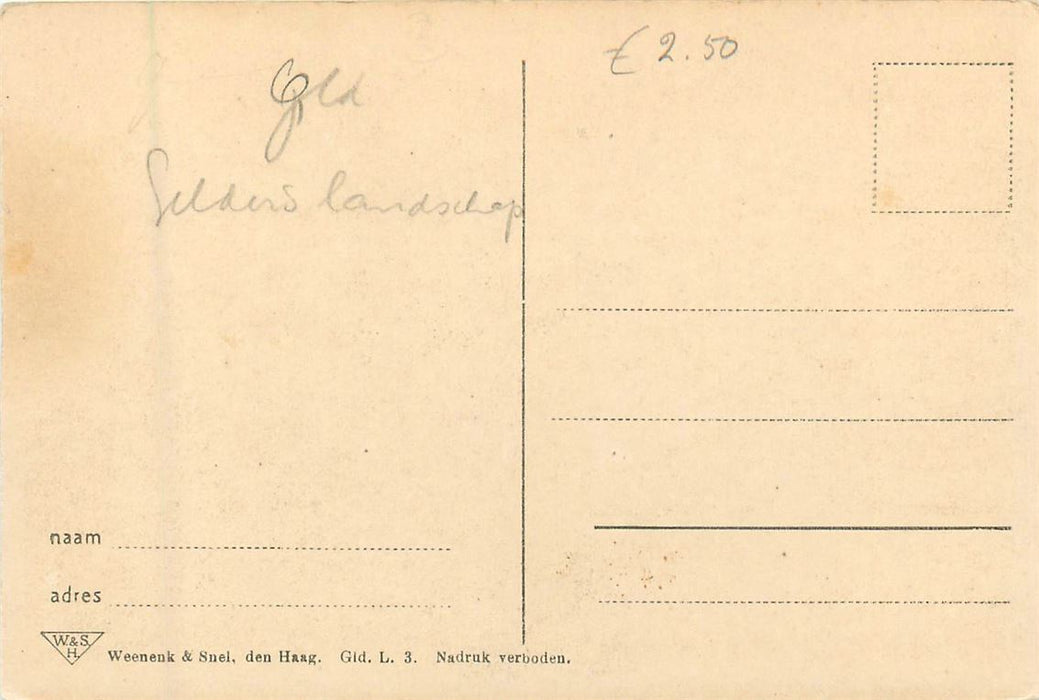 € 2.50
Gld
Gelders landschap
naam
adres
W.&S.
H.
Weenenk & Snel, den Haag. Gld. L. 3. Nadruk verboden.